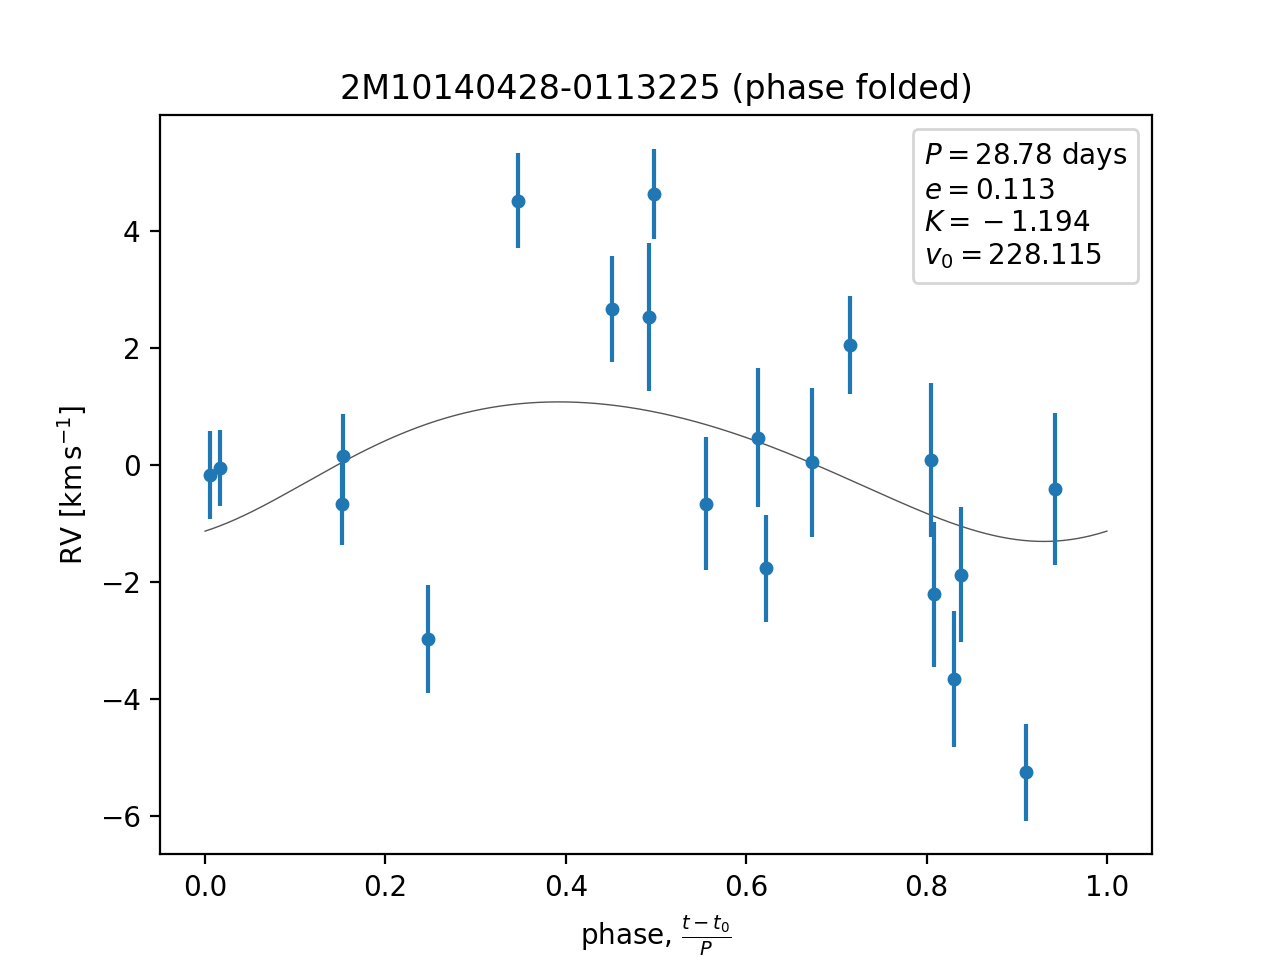 2M10140428-0113225 (phase folded)
P = 28.78 days
e = 0.113
K = −1.194
v₀ = 228.115
RV [km s⁻¹]
4
2
0
−2
−4
−6
0.0 0.2 0.4 0.6 0.8 1.0
phase, (t − t₀)/P